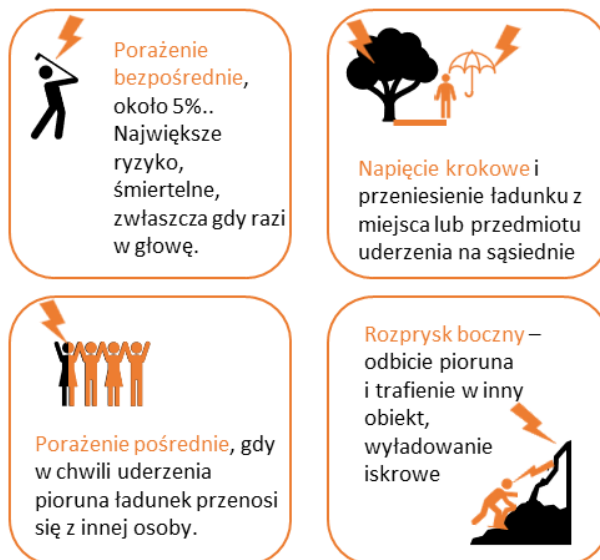 Porażenie
bezpośrednie,
około 5%..
Największe
ryzyko,
śmiertelne,
zwłaszcza gdy razi
w głowę.
Napięcie krokowe i
przeniesienie ładunku z
miejsca lub przedmiotu
uderzenia na sąsiednie
Porażenie pośrednie, gdy
w chwili uderzenia
pioruna ładunek przenosi
się z innej osoby.
Rozprysk boczny –
odbicie pioruna
i trafienie w inny
obiekt,
wyładowanie
iskrowe